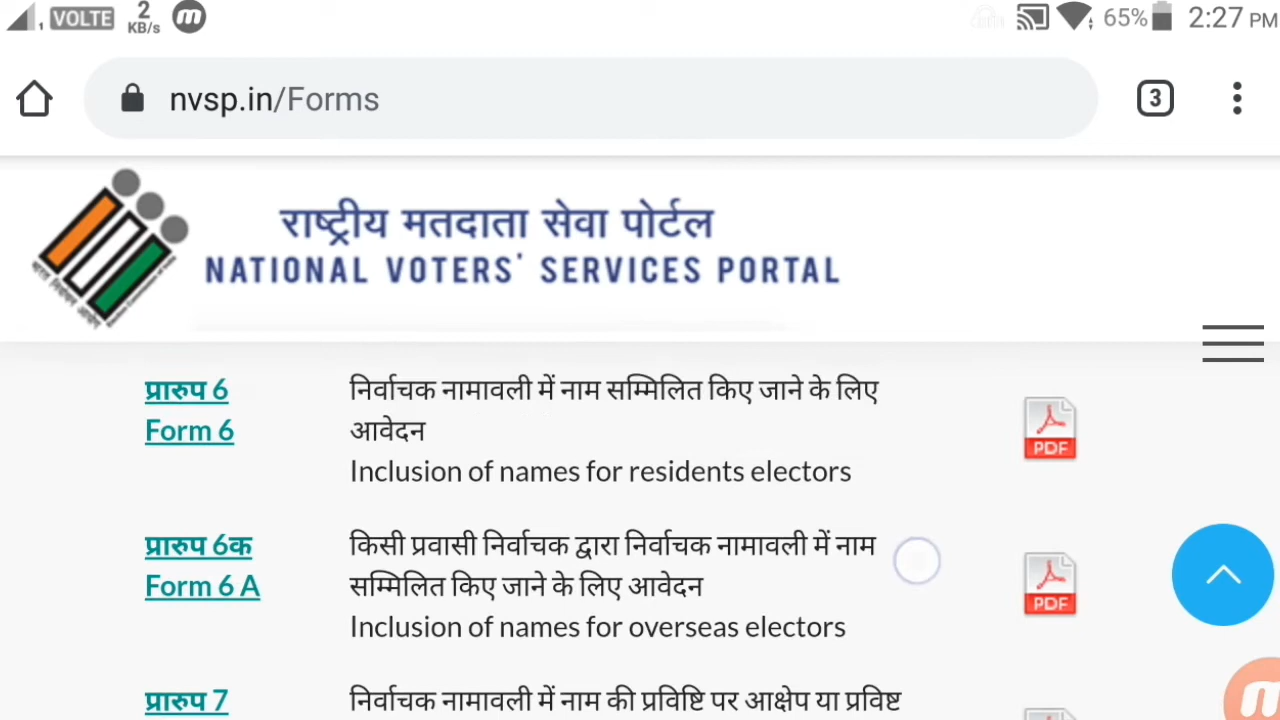 1 VOLTE 2 KB/s m 65% 2:27 PM
nvsp.in/Forms 3
राष्ट्रीय मतदाता सेवा पोर्टल
NATIONAL VOTERS' SERVICES PORTAL
प्रारुप 6 निर्वाचक नामावली में नाम सम्मिलित किए जाने के लिए
Form 6 आवेदन
Inclusion of names for residents electors
PDF
प्रारुप 6क किसी प्रवासी निर्वाचक द्वारा निर्वाचक नामावली में नाम
Form 6 A सम्मिलित किए जाने के लिए आवेदन
Inclusion of names for overseas electors
PDF
प्रारुप 7 निर्वाचक नामावली में नाम की प्रविष्टि पर आक्षेप या प्रविष्ट